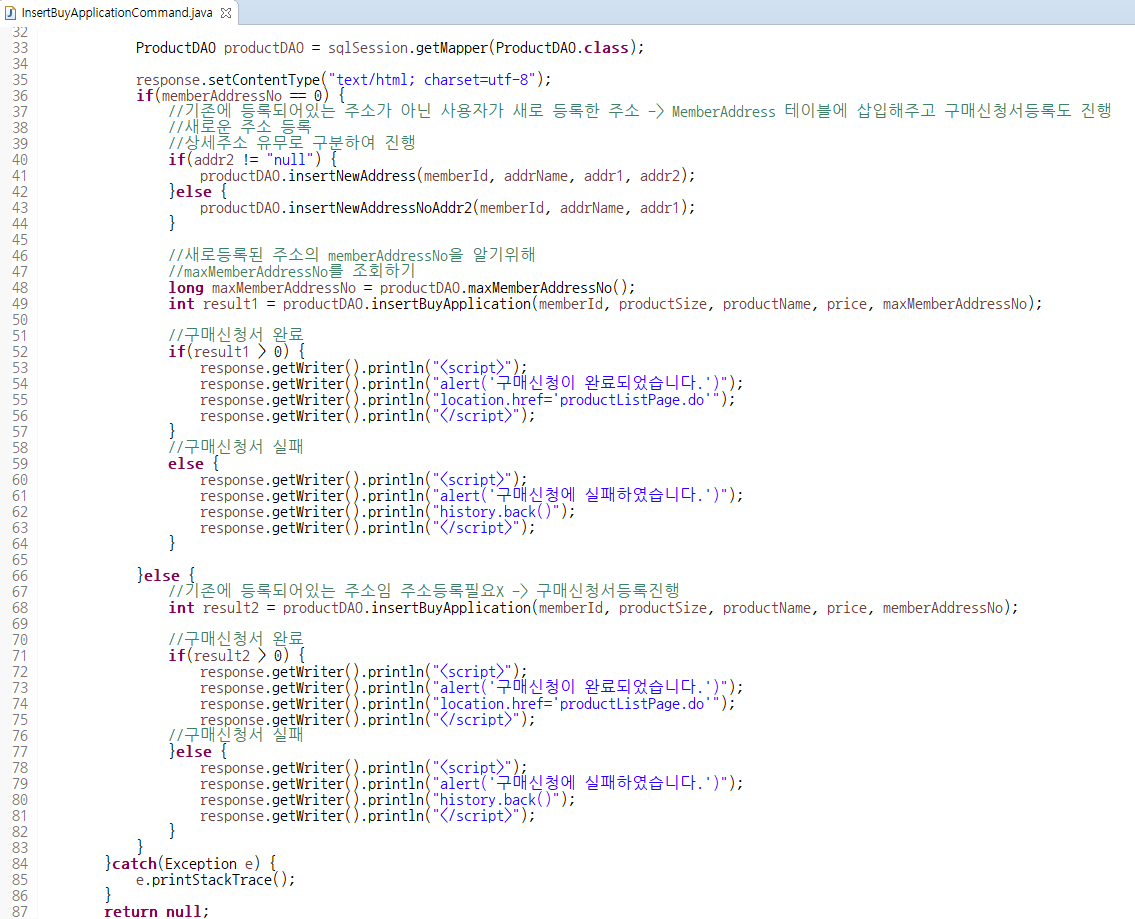 InsertBuyApplicationCommand.java
32
33 ProductDAO productDAO = sqlSession.getMapper(ProductDAO.class);
34
35 response.setContentType("text/html; charset=utf-8");
36 if(memberAddressNo == 0) {
37 //기존에 등록되어있는 주소가 아닌 사용자가 새로 등록한 주소 -> MemberAddress 테이블에 삽입해주고 구매신청서등록도 진행
38 //새로운 주소 등록
39 //상세주소 유무로 구분하여 진행
40 if(addr2 != "null") {
41 productDAO.insertNewAddress(memberId, addrName, addr1, addr2);
42 }else {
43 productDAO.insertNewAddressNoAddr2(memberId, addrName, addr1);
44 }
45
46 //새로등록된 주소의 memberAddressNo을 알기위해
47 //maxMemberAddressNo를 조회하기
48 long maxMemberAddressNo = productDAO.maxMemberAddressNo();
49 int result1 = productDAO.insertBuyApplication(memberId, productSize, productName, price, maxMemberAddressNo);
50
51 //구매신청서 완료
52 if(result1 > 0) {
53 response.getWriter().println("<script>");
54 response.getWriter().println("alert('구매신청이 완료되었습니다.')");
55 response.getWriter().println("location.href='productListPage.do'");
56 response.getWriter().println("</script>");
57 }
58 //구매신청서 실패
59 else {
60 response.getWriter().println("<script>");
61 response.getWriter().println("alert('구매신청에 실패하였습니다.')");
62 response.getWriter().println("history.back()");
63 response.getWriter().println("</script>");
64 }
65
66 }else {
67 //기존에 등록되어있는 주소임 주소등록필요X -> 구매신청서등록진행
68 int result2 = productDAO.insertBuyApplication(memberId, productSize, productName, price, memberAddressNo);
69
70 //구매신청서 완료
71 if(result2 > 0) {
72 response.getWriter().println("<script>");
73 response.getWriter().println("alert('구매신청이 완료되었습니다.')");
74 response.getWriter().println("location.href='productListPage.do'");
75 response.getWriter().println("</script>");
76 //구매신청서 실패
77 }else {
78 response.getWriter().println("<script>");
79 response.getWriter().println("alert('구매신청에 실패하였습니다.')");
80 response.getWriter().println("history.back()");
81 response.getWriter().println("</script>");
82 }
83 }
84 }catch(Exception e) {
85 e.printStackTrace();
86 }
87 return null;